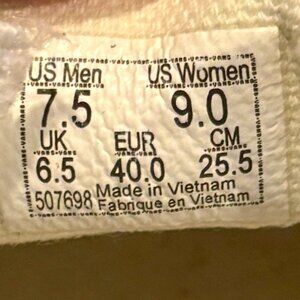 US Men US Women
7.5 9.0
UK EUR CM
6.5 40.0 25.5
507698 Made in Vietnam
Fabriqué en Vietnam